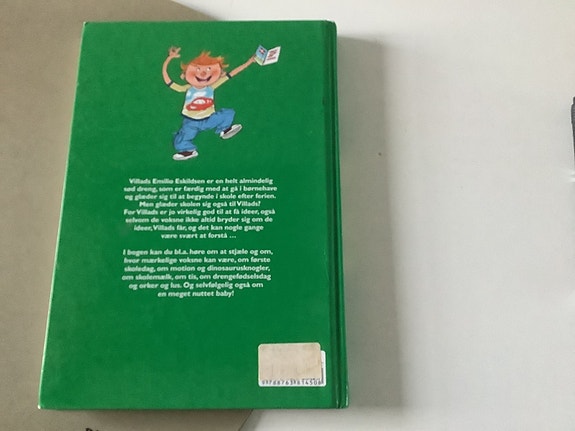 Villads Emilio Eskildsen er en helt almindelig
sød dreng, som er færdig med at gå i børnehave
og glæder sig til at begynde i skole efter ferien.
Men glæder skolen sig også til Villads?
For Villads er jo virkelig god til at få ideer, også
selvom de voksne ikke altid bryder sig om de
ideer, Villads får, og det kan nogle gange
være svært at forstå ...
I bogen kan du bl.a. høre om at stjæle og om,
hvor mærkelige voksne kan være, om første
skoledag, om motion og dinosaurusknogler,
om skolemælk, om tis, om drengefødselsdag
og orker og lus. Og selvfølgelig også om
en meget nuttet baby!